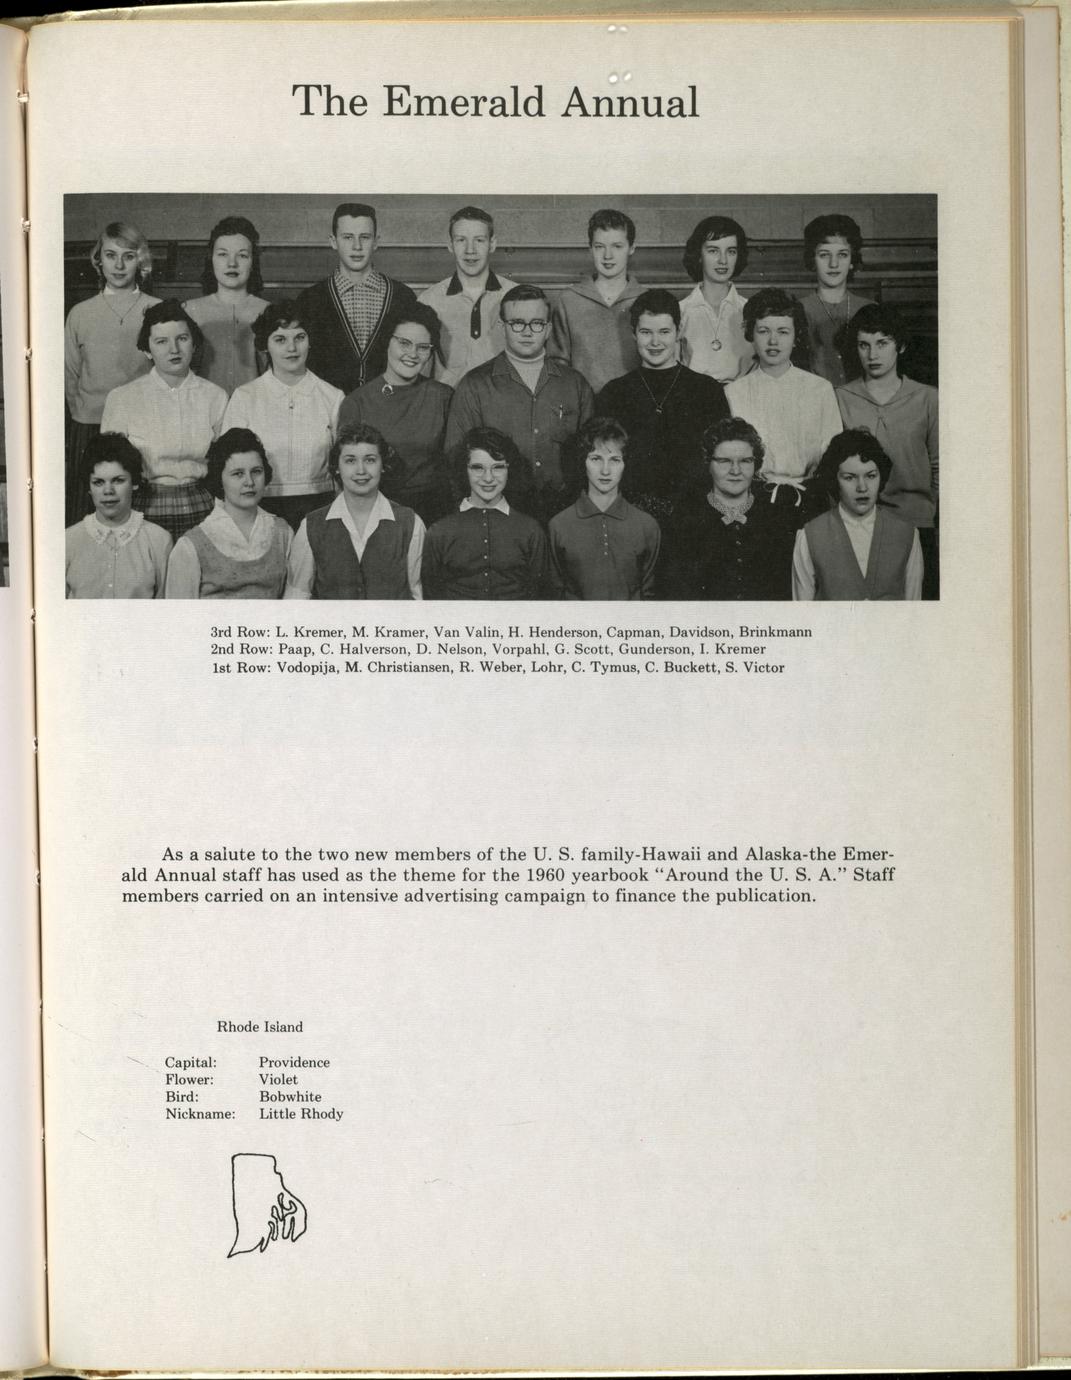 The Emerald Annual
3rd Row: L. Kremer, M. Kramer, Van Valin, H. Henderson, Capman, Davidson, Brinkmann
2nd Row: Paap, C. Halverson, D. Nelson, Vorpahl, G. Scott, Gunderson, I. Kremer
1st Row: Vodopija, M. Christiansen, R. Weber, Lohr, C. Tymus, C. Buckett, S. Victor
As a salute to the two new members of the U. S. family-Hawaii and Alaska-the Emer-
ald Annual staff has used as the theme for the 1960 yearbook “Around the U. S. A.” Staff
members carried on an intensive advertising campaign to finance the publication.
Rhode Island
Capital: Providence
Flower: Violet
Bird: Bobwhite
Nickname: Little Rhody